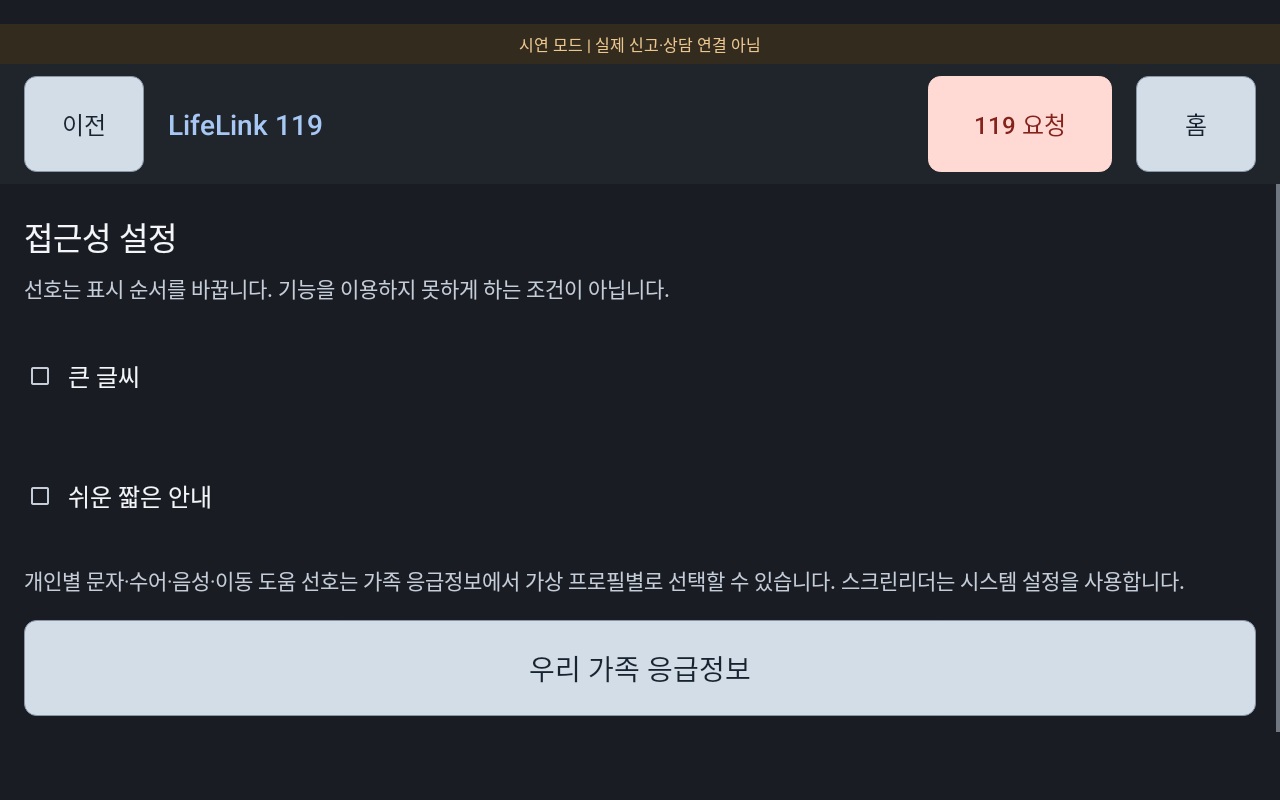 시연 모드 | 실제 신고·상담 연결 아님
이전
LifeLink 119
119 요청
홈
접근성 설정
선호는 표시 순서를 바꿉니다. 기능을 이용하지 못하게 하는 조건이 아닙니다.
큰 글씨
쉬운 짧은 안내
개인별 문자·수어·음성·이동 도움 선호는 가족 응급정보에서 가상 프로필별로 선택할 수 있습니다. 스크린리더는 시스템 설정을 사용합니다.
우리 가족 응급정보